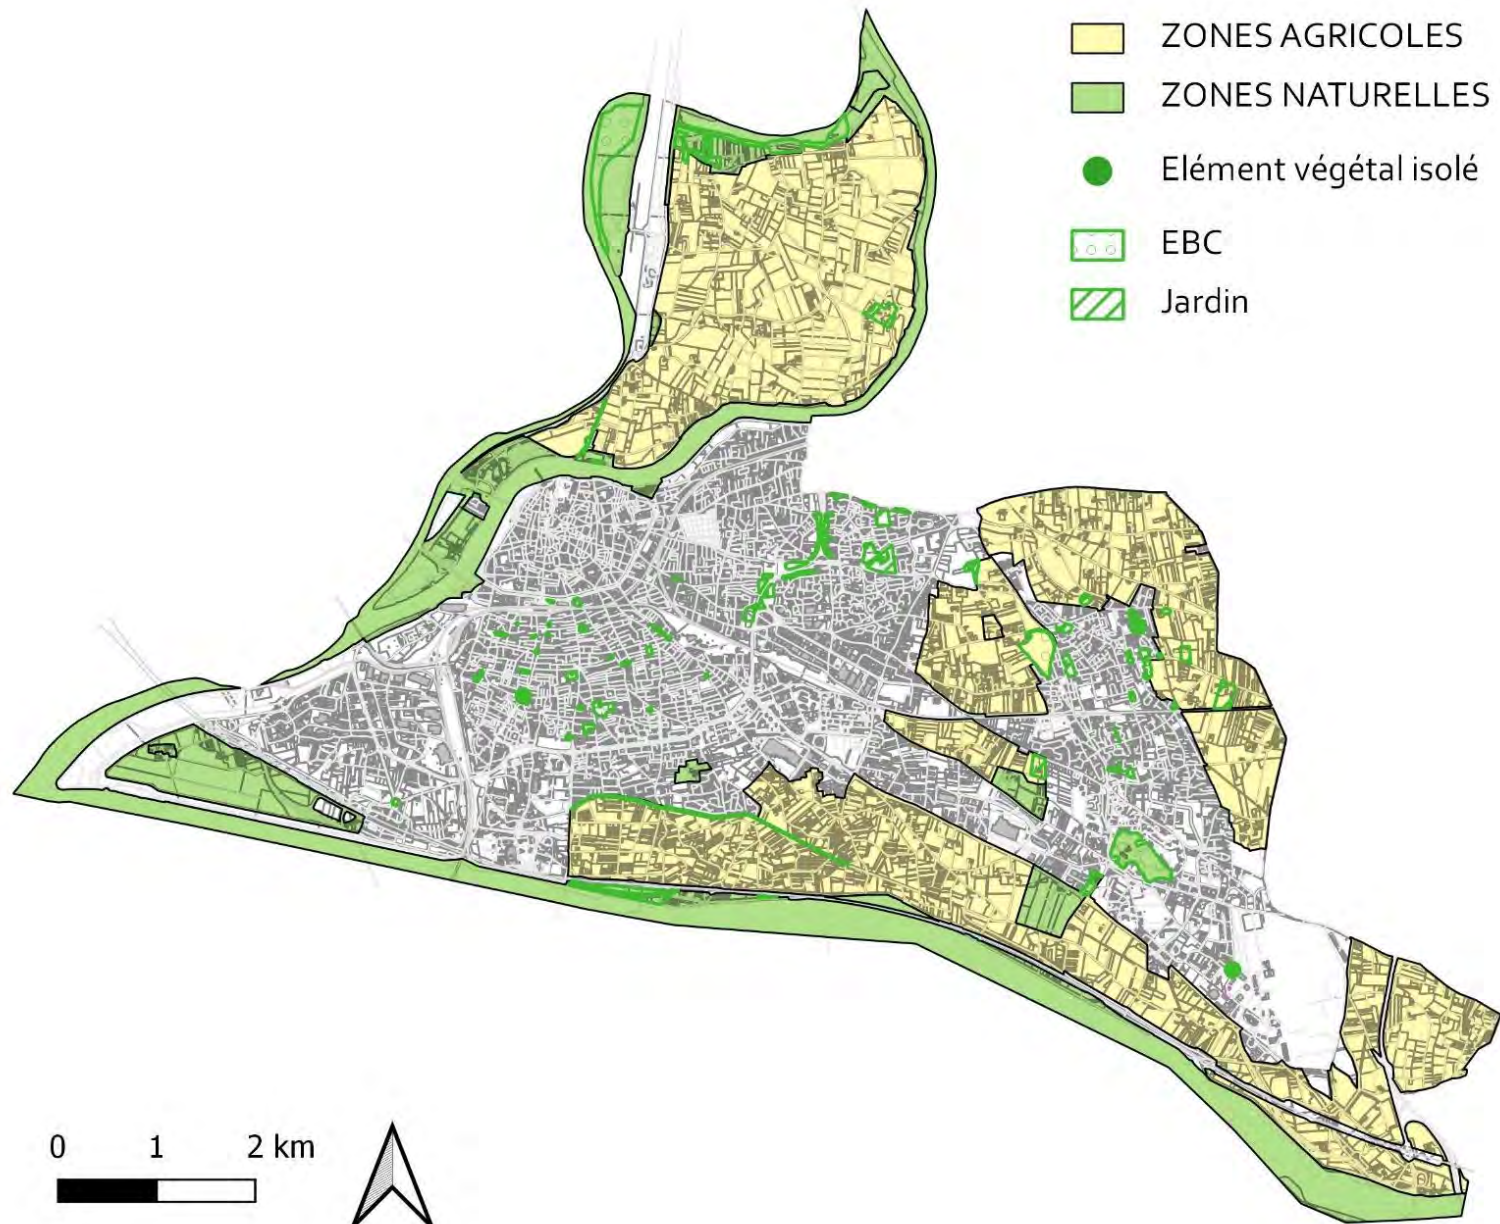 ZONES AGRICOLES
ZONES NATURELLES
Elément végétal isolé
EBC
Jardin
0 1 2 km